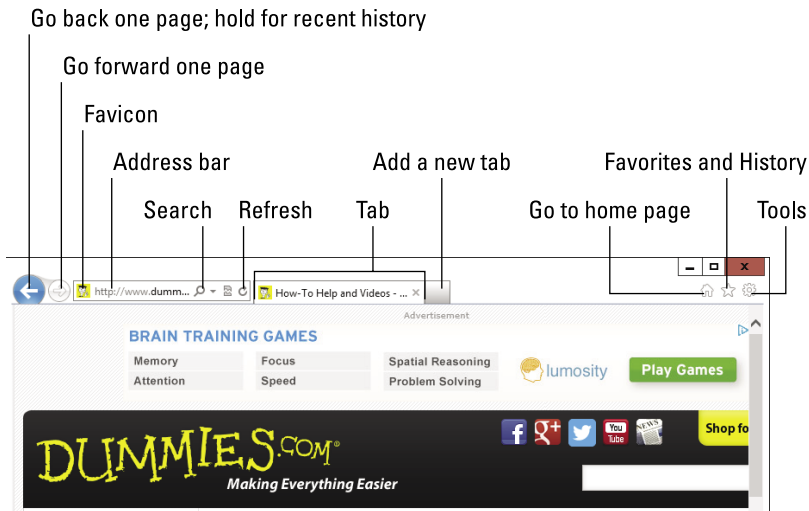 Go back one page; hold for recent history
Go forward one page
Favicon
Address bar
Add a new tab
Favorites and History
Search
Refresh
Tab
Go to home page
Tools
http://www.dumm...
How-To Help and Videos - ...
Advertisement
BRAIN TRAINING GAMES
Memory
Focus
Spatial Reasoning
Attention
Speed
Problem Solving
lumosity
Play Games
DUMMIES.COM®
Making Everything Easier
f
g+
You
Tube
NEWS
Shop fo